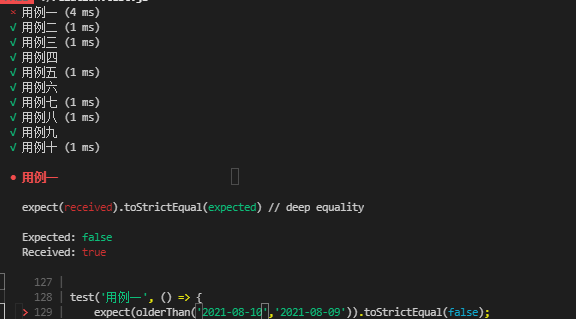 × 用例一 (4 ms)
√ 用例二 (1 ms)
√ 用例三 (1 ms)
√ 用例四
√ 用例五 (1 ms)
√ 用例六
√ 用例七 (1 ms)
√ 用例八 (1 ms)
√ 用例九
√ 用例十 (1 ms)
● 用例一
expect(received).toStrictEqual(expected) // deep equality
Expected: false
Received: true
127 |
128 | test('用例一', () => {
> 129 | expect(olderThan('2021-08-10','2021-08-09')).toStrictEqual(false);